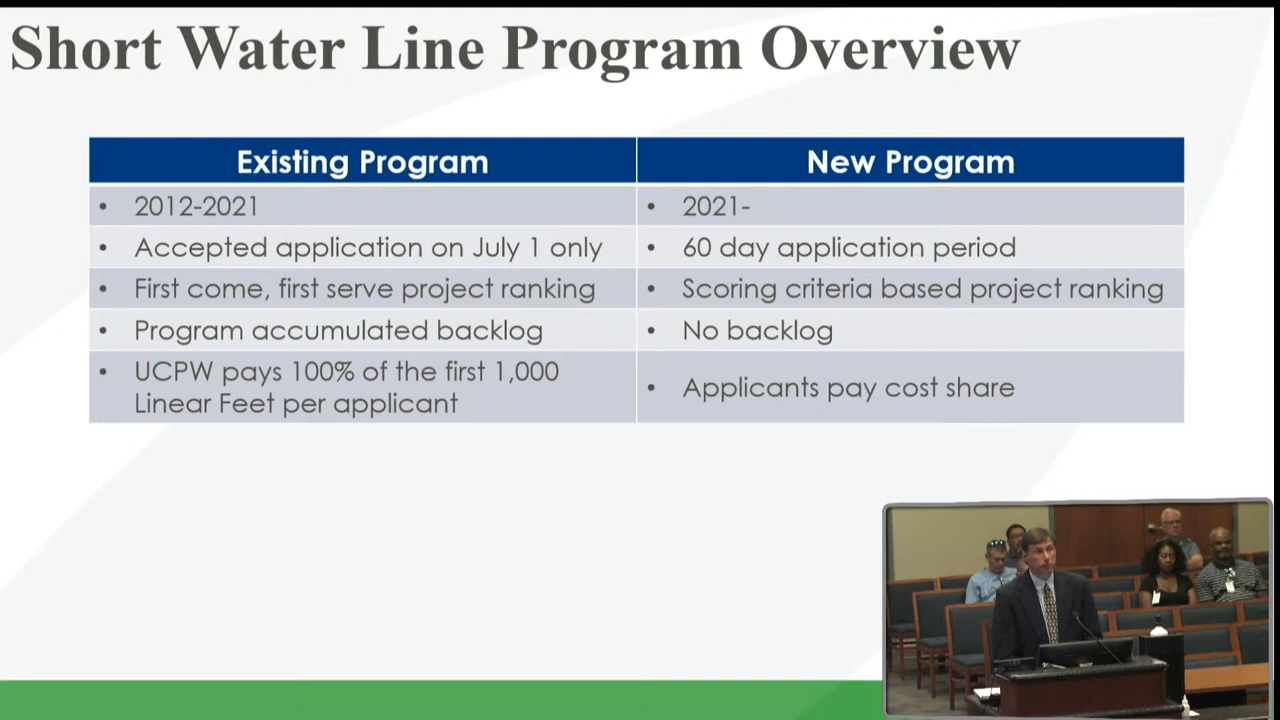 Short Water Line Program Overview
Existing Program
New Program
• 2012-2021
• 2021-
• Accepted application on July 1 only
• 60 day application period
• First come, first serve project ranking
• Scoring criteria based project ranking
• Program accumulated backlog
• No backlog
• UCPW pays 100% of the first 1,000
Linear Feet per applicant
• Applicants pay cost share